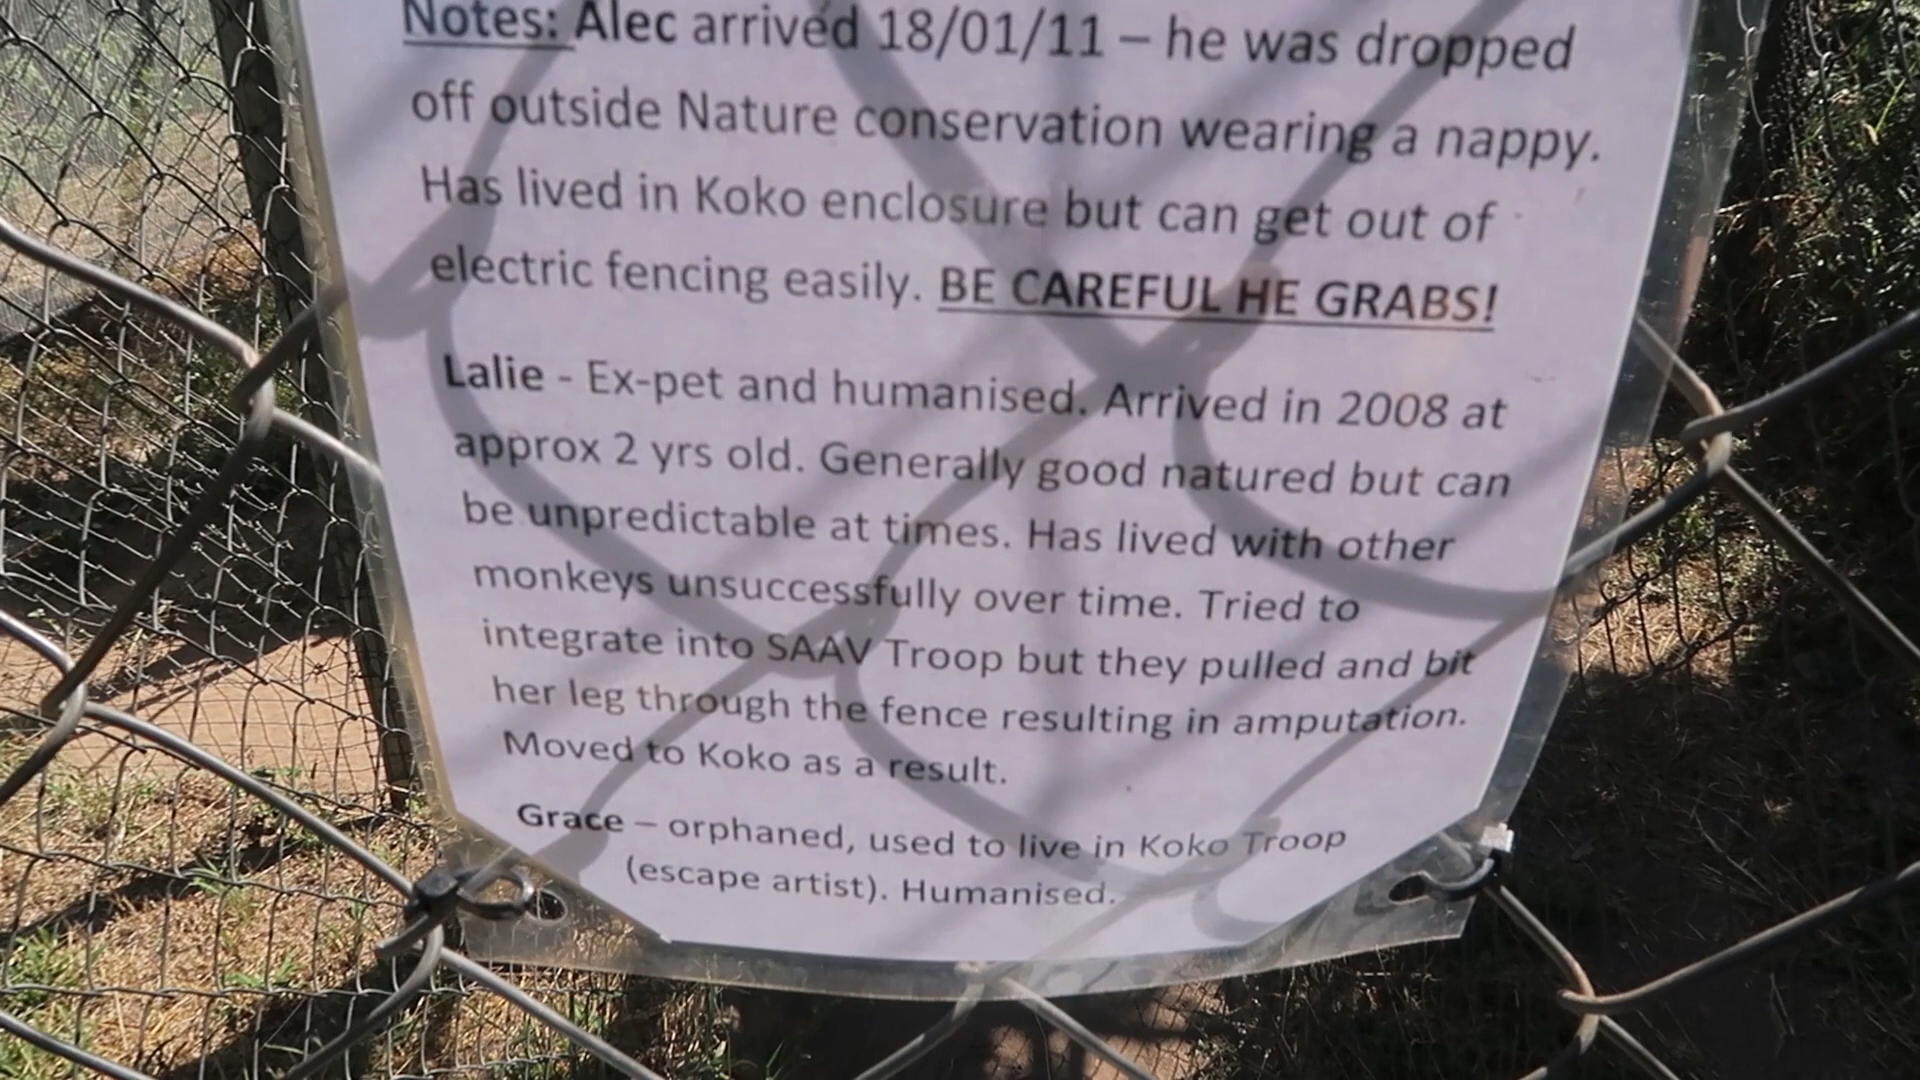 Notes: Alec arrived 18/01/11 – he was dropped
off outside Nature conservation wearing a nappy.
Has lived in Koko enclosure but can get out of
electric fencing easily. BE CAREFUL HE GRABS!
Lalie - Ex-pet and humanised. Arrived in 2008 at
approx 2 yrs old. Generally good natured but can
be unpredictable at times. Has lived with other
monkeys unsuccessfully over time. Tried to
integrate into SAAV Troop but they pulled and bit
her leg through the fence resulting in amputation.
Moved to Koko as a result.
Grace – orphaned, used to live in Koko Troop
(escape artist). Humanised.